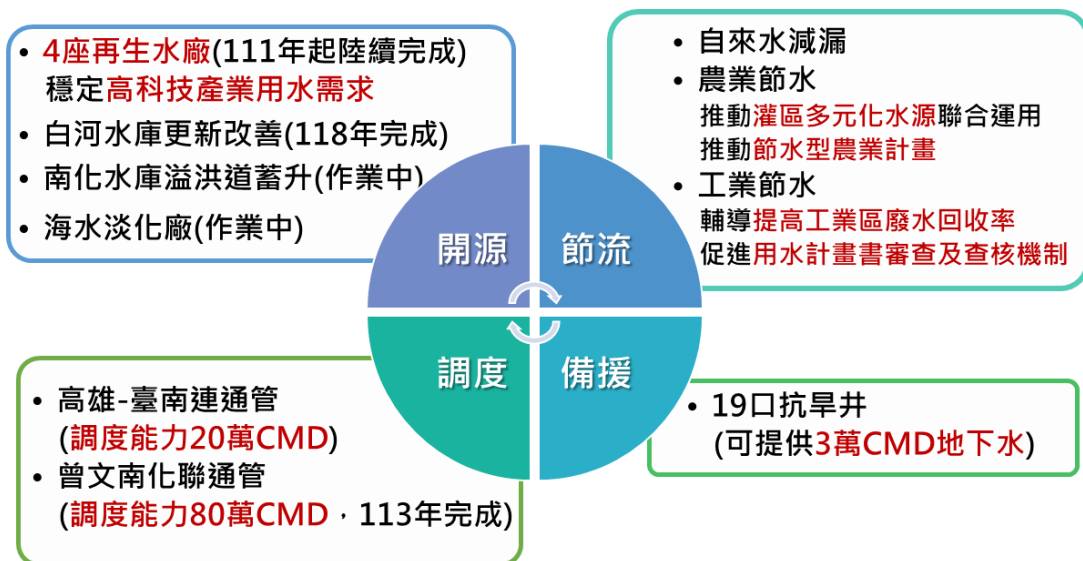 • 4座再生水廠(111年起陸續完成)
穩定高科技產業用水需求
• 白河水庫更新改善(118年完成)
• 南化水庫溢洪道蓄升(作業中)
• 海水淡化廠(作業中)
• 自來水減漏
• 農業節水
推動灌區多元化水源聯合運用
推動節水型農業計畫
• 工業節水
輔導提高工業區廢水回收率
促進用水計畫書審查及查核機制
開源
節流
調度
備援
• 高雄-臺南連通管
(調度能力20萬CMD)
• 曾文南化聯通管
(調度能力80萬CMD，113年完成)
• 19口抗旱井
(可提供3萬CMD地下水)